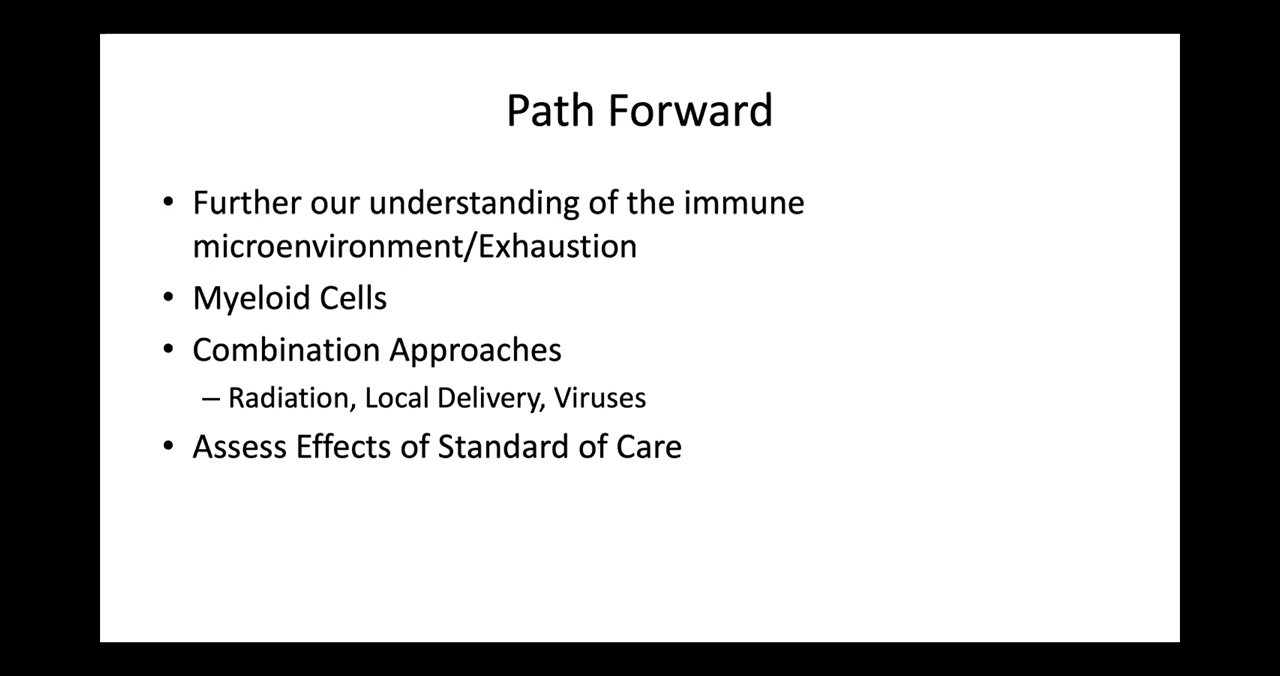 Path Forward
• Further our understanding of the immune
microenvironment/Exhaustion
• Myeloid Cells
• Combination Approaches
– Radiation, Local Delivery, Viruses
• Assess Effects of Standard of Care